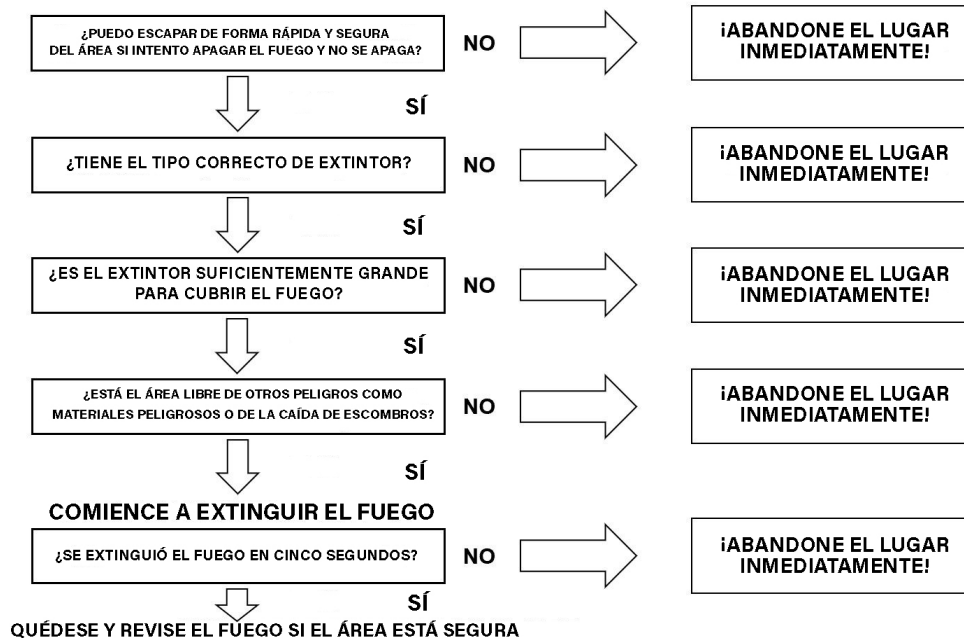 ¿PUEDO ESCAPAR DE FORMA RÁPIDA Y SEGURA
DEL ÁREA SI INTENTO APAGAR EL FUEGO Y NO SE APAGA?
NO
¡ABANDONE EL LUGAR
INMEDIATAMENTE!
SÍ
¿TIENE EL TIPO CORRECTO DE EXTINTOR?
NO
¡ABANDONE EL LUGAR
INMEDIATAMENTE!
SÍ
¿ES EL EXTINTOR SUFICIENTEMENTE GRANDE
PARA CUBRIR EL FUEGO?
NO
¡ABANDONE EL LUGAR
INMEDIATAMENTE!
SÍ
¿ESTÁ EL ÁREA LIBRE DE OTROS PELIGROS COMO
MATERIALES PELIGROSOS O DE LA CAÍDA DE ESCOMBROS?
NO
¡ABANDONE EL LUGAR
INMEDIATAMENTE!
SÍ
COMIENCE A EXTINGUIR EL FUEGO
¿SE EXTINGUIÓ EL FUEGO EN CINCO SEGUNDOS?
NO
¡ABANDONE EL LUGAR
INMEDIATAMENTE!
SÍ
QUÉDESE Y REVISE EL FUEGO SI EL ÁREA ESTÁ SEGURA